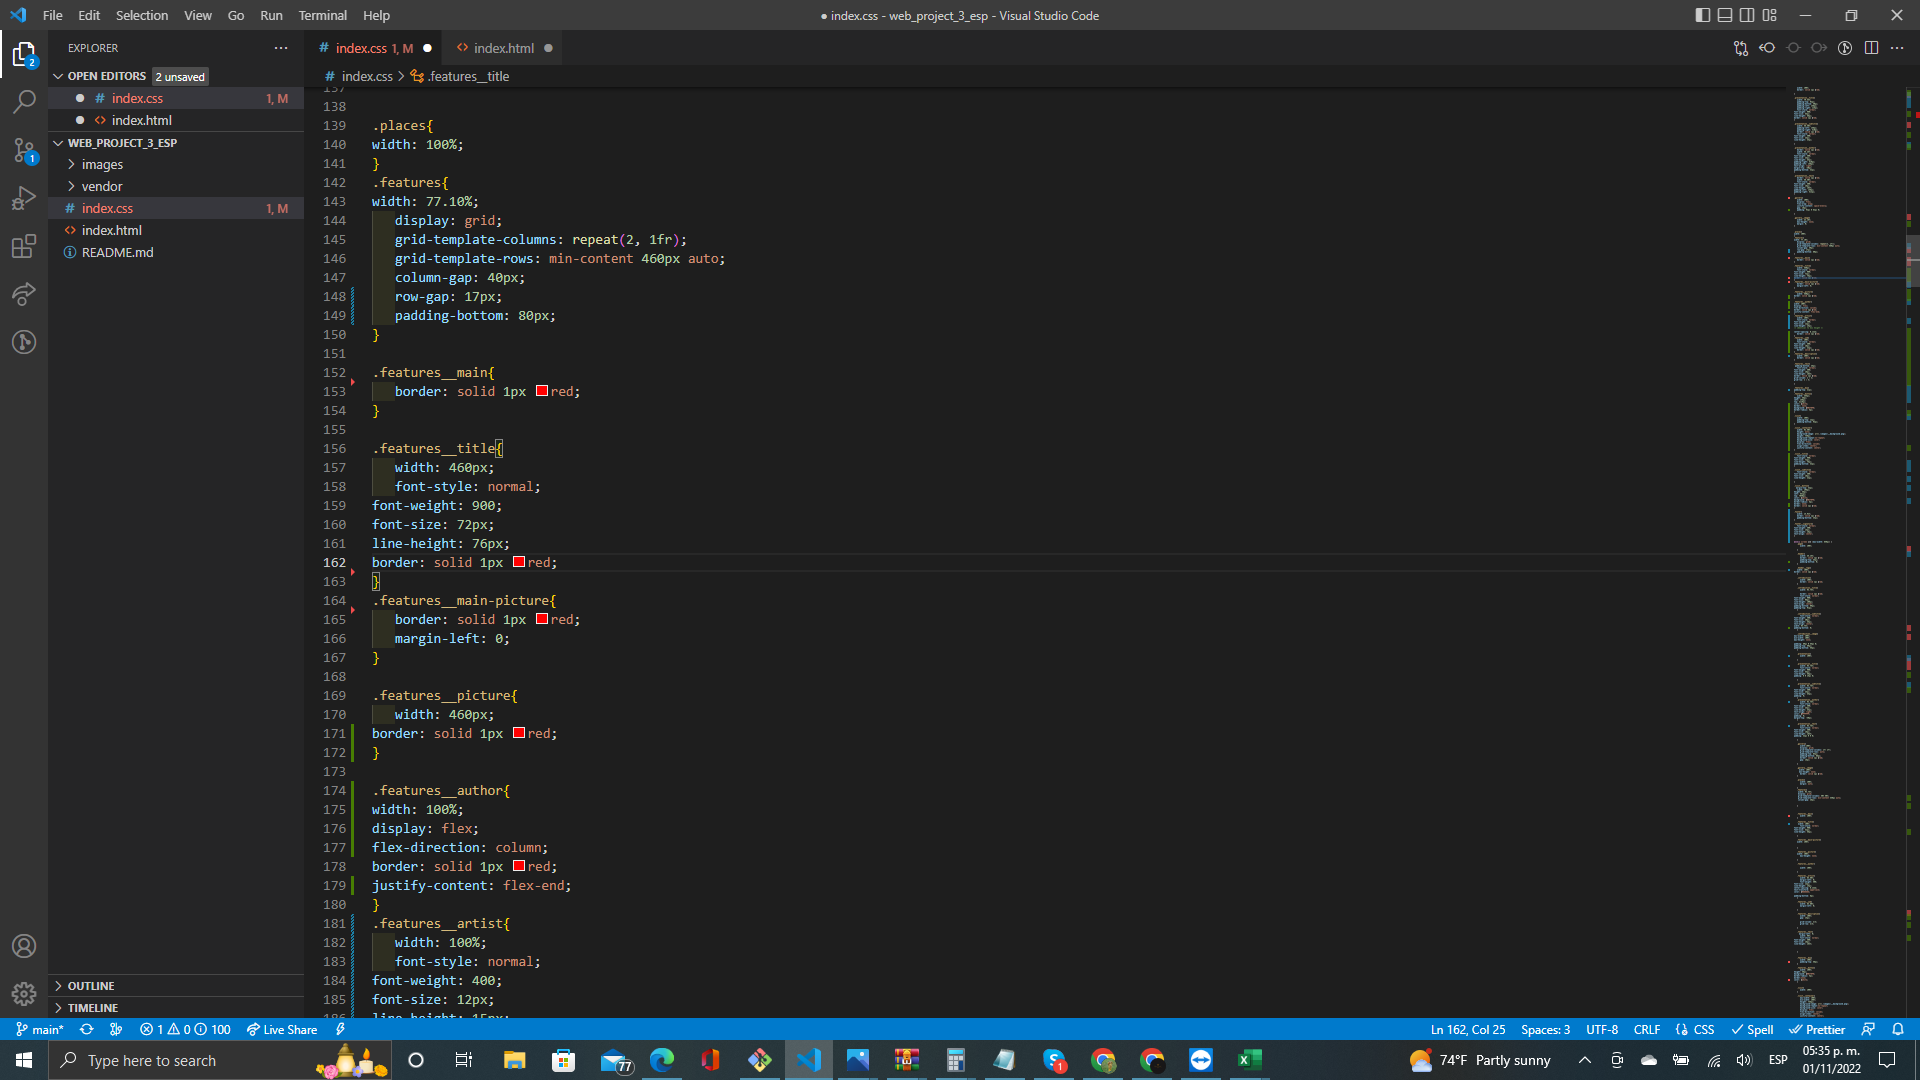 File Edit Selection View Go Run Terminal Help
● index.css - web_project_3_esp - Visual Studio Code
EXPLORER
OPEN EDITORS 2 unsaved
# index.css 1, M
<> index.html
WEB_PROJECT_3_ESP
images
vendor
# index.css 1, M
<> index.html
README.md
OUTLINE
TIMELINE
# index.css 1, M ●
<> index.html ●
# index.css > .features__title
137
138
139 .places{
140 width: 100%;
141 }
142 .features{
143 width: 77.10%;
144 display: grid;
145 grid-template-columns: repeat(2, 1fr);
146 grid-template-rows: min-content 460px auto;
147 column-gap: 40px;
148 row-gap: 17px;
149 padding-bottom: 80px;
150 }
151
152 .features__main{
153 border: solid 1px red;
154 }
155
156 .features__title{
157 width: 460px;
158 font-style: normal;
159 font-weight: 900;
160 font-size: 72px;
161 line-height: 76px;
162 border: solid 1px red;
163 }
164 .features__main-picture{
165 border: solid 1px red;
166 margin-left: 0;
167 }
168
169 .features__picture{
170 width: 460px;
171 border: solid 1px red;
172 }
173
174 .features__author{
175 width: 100%;
176 display: flex;
177 flex-direction: column;
178 border: solid 1px red;
179 justify-content: flex-end;
180 }
181 .features__artist{
182 width: 100%;
183 font-style: normal;
184 font-weight: 400;
185 font-size: 12px;
186 line-height: 15px;
main* 1 0 100 Live Share
Ln 162, Col 25 Spaces: 3 UTF-8 CRLF CSS Spell Prettier
Type here to search
77
1
74°F Partly sunny
ESP
05:35 p. m.
01/11/2022